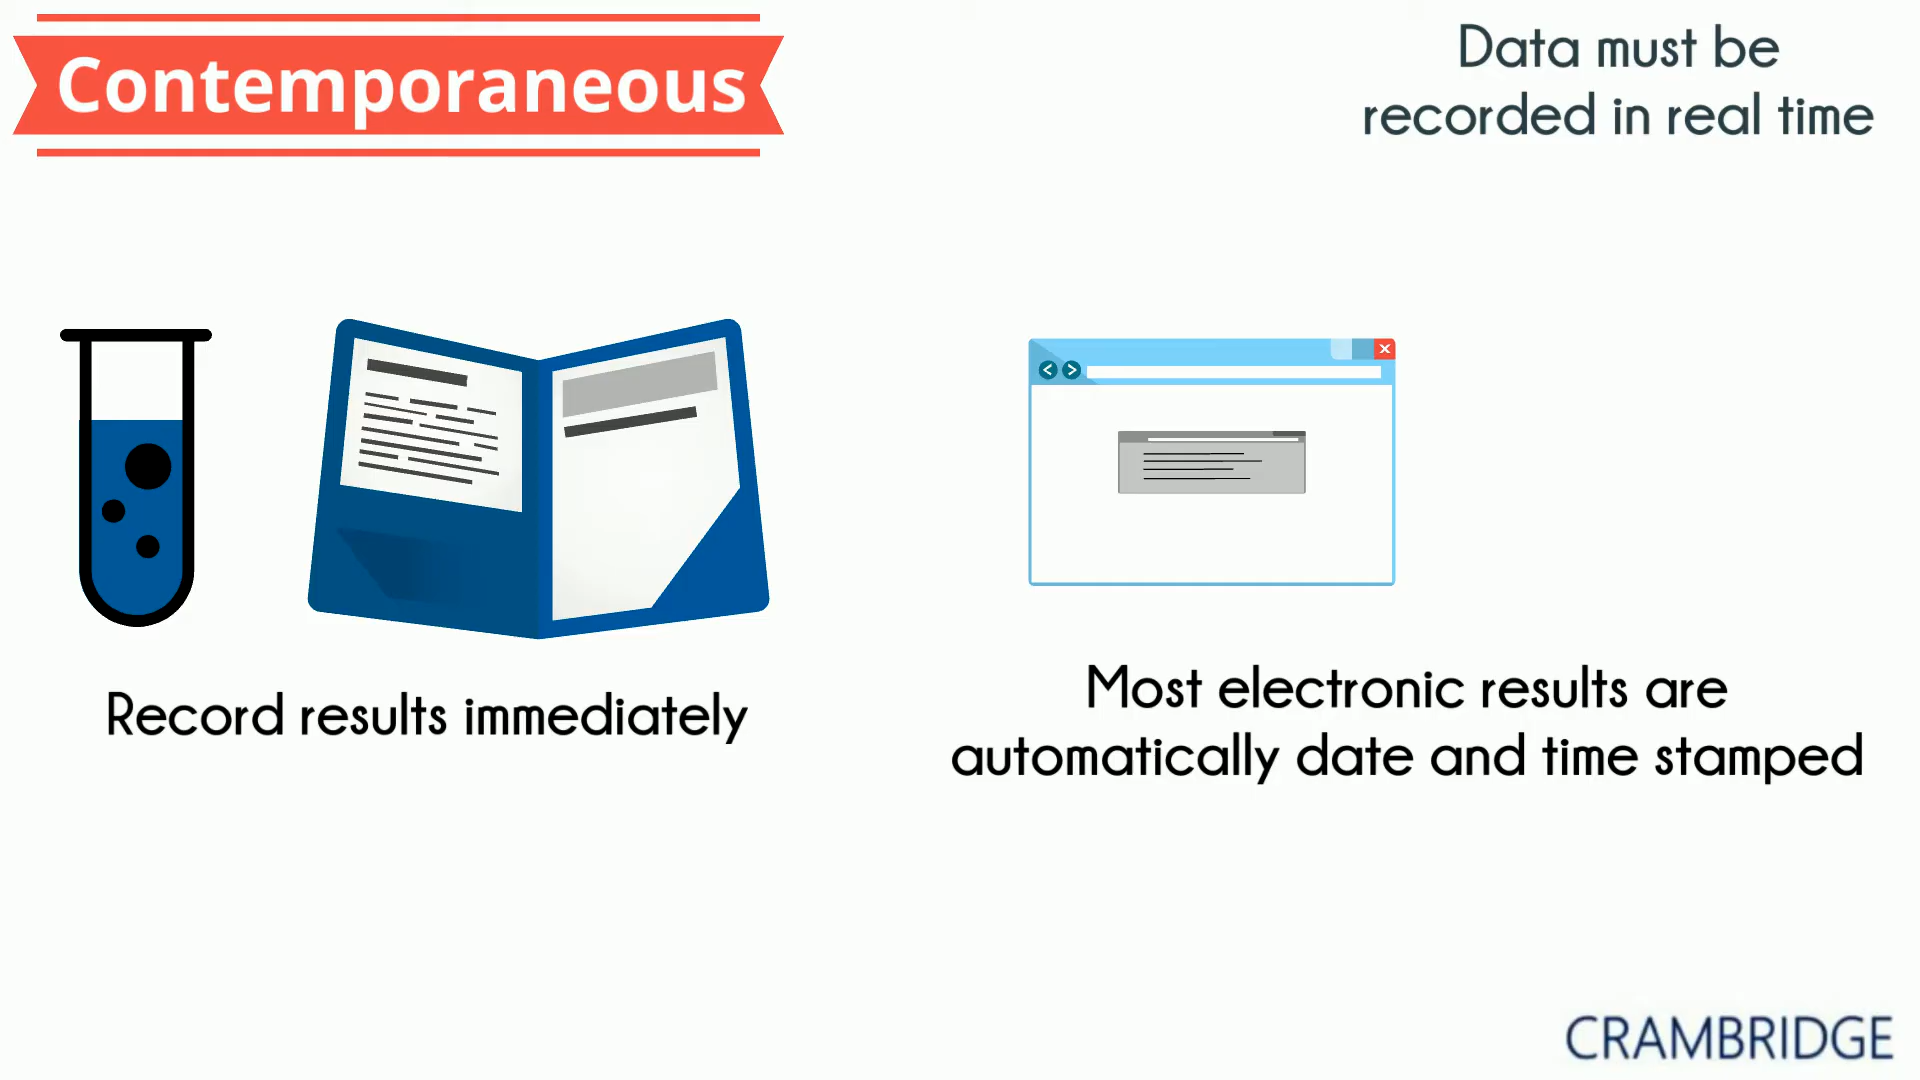 Contemporaneous
Data must be
recorded in real time
Record results immediately
Most electronic results are
automatically date and time stamped
CRAMBRIDGE